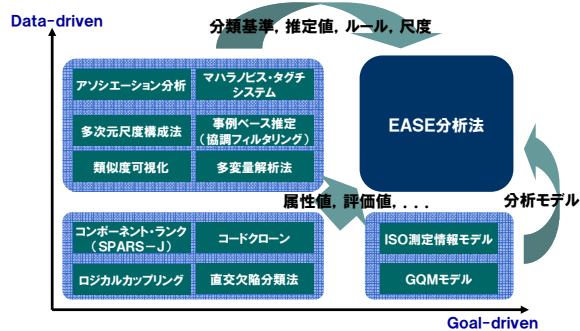 Data-driven
分類基準, 推定値, ルール, 尺度
アソシエーション分析
マハラノビス・タグチ
システム
EASE分析法
多次元尺度構成法
事例ベース推定
(協調フィルタリング)
類似度可視化
多変量解析法
属性値, 評価値, . . .
分析モデル
コンポーネント・ランク
(SPARS-J)
コードクローン
ISO測定情報モデル
ロジカルカップリング
直交欠陥分類法
GQMモデル
Goal-driven